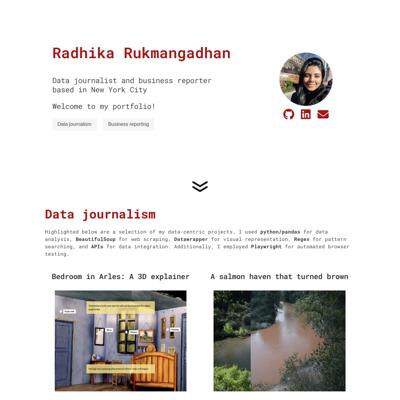 Radhika Rukmangadhan
Data journalist and business reporter
based in New York City
Welcome to my portfolio!
Data journalism
Business reporting
Data journalism
Highlighted below are a selection of my data-centric projects. I used python/pandas for data
analysis, BeautifulSoup for web scraping, Datawrapper for visual representation, Regex for pattern
searching, and APIs for data integration. Additionally, I employed Playwright for automated browser
testing.
Bedroom in Arles: A 3D explainer
A salmon haven that turned brown